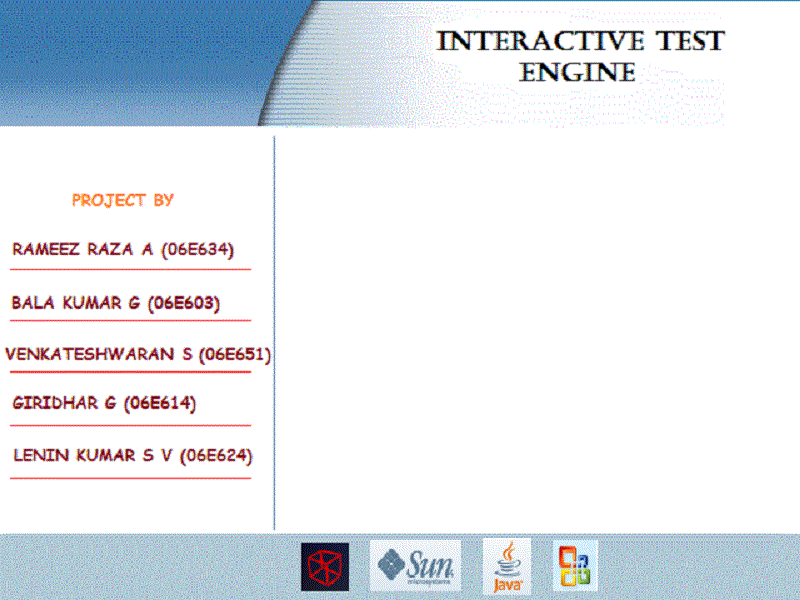 INTERACTIVE TEST
ENGINE
PROJECT BY
RAMEEZ RAZA A (06E634)
BALA KUMAR G (06E603)
VENKATESHWARAN S (06E651)
GIRIDHAR G (06E614)
LENIN KUMAR S V (06E624)
Sun
microsystems
Java